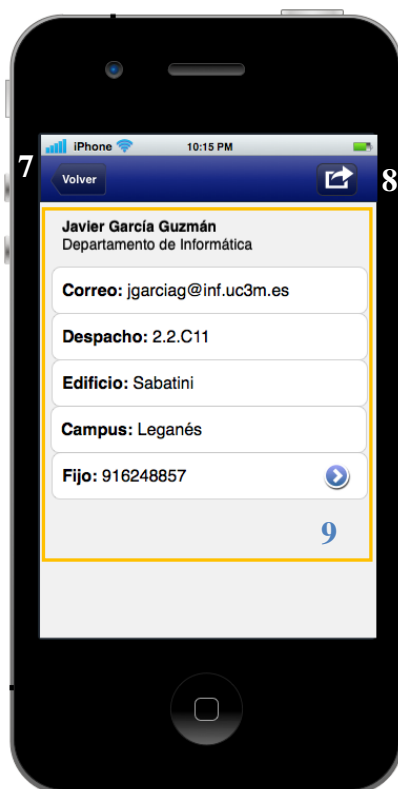 iPhone 10:15 PM
7 Volver 8
Javier García Guzmán
Departamento de Informática
Correo: jgarciag@inf.uc3m.es
Despacho: 2.2.C11
Edificio: Sabatini
Campus: Leganés
Fijo: 916248857
9